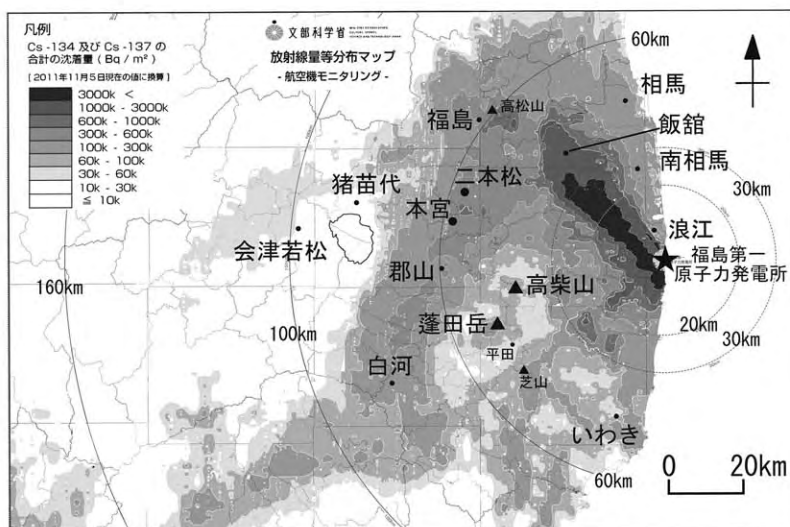 凡例
Cs-134 及び Cs-137 の
合計の沈着量 ( Bq / m² )
[ 2011年11月5日現在の値に換算 ]
3000k <
1000k - 3000k
600k - 1000k
300k - 600k
100k - 300k
60k - 100k
30k - 60k
10k - 30k
≤ 10k
文部科学省
放射線量等分布マップ
- 航空機モニタリング -
60km
相馬
高松山
福島
飯舘
南相馬
30km
二本松
猪苗代
本宮
浪江
会津若松
福島第一
原子力発電所
郡山
高柴山
160km
蓬田岳
20km
100km
30km
平田
白河
芝山
いわき
60km
0 20km